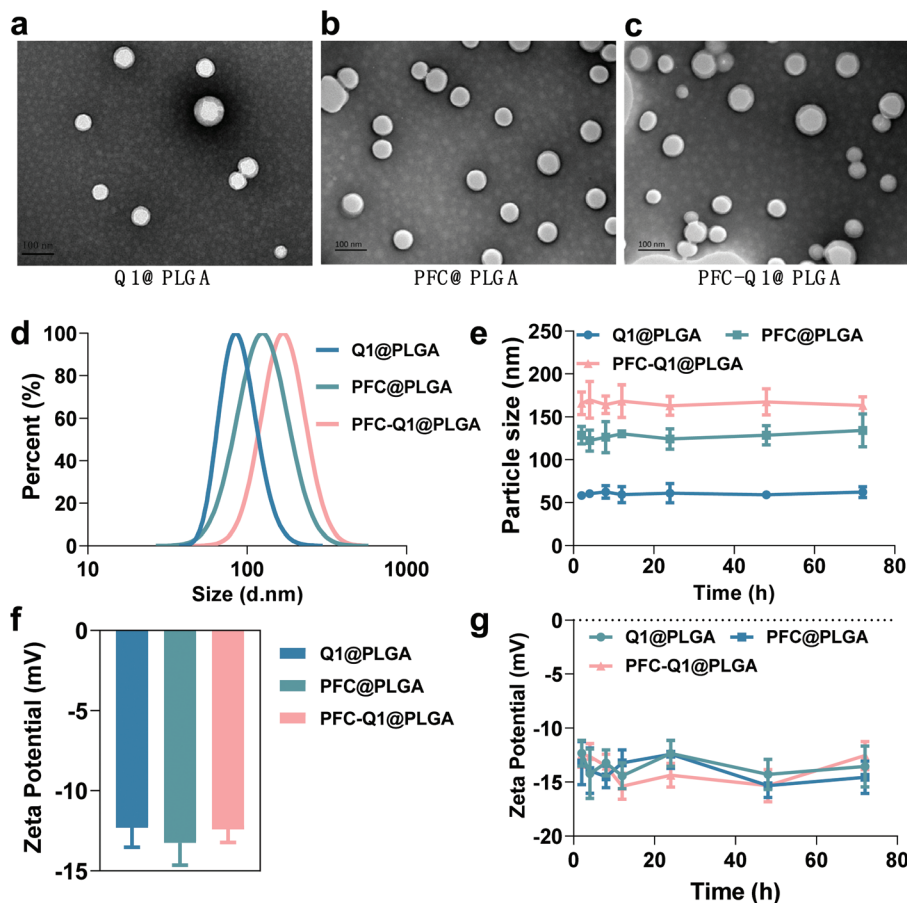 a
b
c
100 nm
100 nm
100 nm
Q1@ PLGA
PFC@ PLGA
PFC-Q1@ PLGA
d
Percent (%)
100
80
60
40
20
0
10
100
1000
Size (d.nm)
Q1@PLGA
PFC@PLGA
PFC-Q1@PLGA
e
Particle size (nm)
250
200
150
100
50
0
0
20
40
60
80
Time (h)
Q1@PLGA
PFC@PLGA
PFC-Q1@PLGA
f
Zeta Potential (mV)
0
-5
-10
-15
Q1@PLGA
PFC@PLGA
PFC-Q1@PLGA
g
Zeta Potential (mV)
0
-5
-10
-15
-20
0
20
40
60
80
Time (h)
Q1@PLGA
PFC@PLGA
PFC-Q1@PLGA